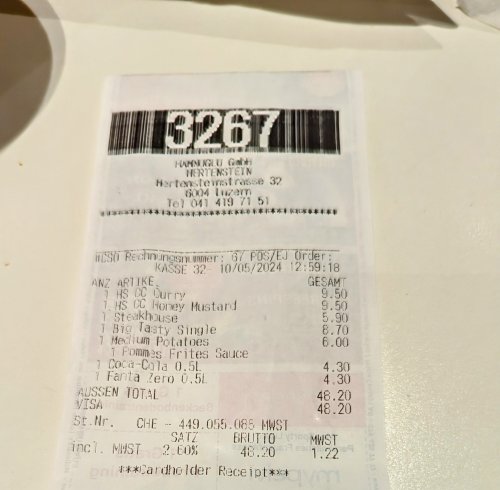 3267
HAMMUGLU GmbH
HERTENSTEIN
Hertensteinstrasse 32
6004 Luzern
Tel 041 419 71 51
Rechnungsnummer: 67 POS/EJ Order:
KASSE 32- 10/05/2024 12:59:18
ANZ ARTIKE. GESAMT
1 HS CC Curry 9.50
1 HS CC Honey Mustard 9.50
1 Steakhouse 5.90
1 Big Tasty Single 8.70
1 Medium Potatoes 6.00
1 Pommes Frites Sauce
1 Coca-Cola 0.5L 4.30
1 Fanta Zero 0.5L 4.30
AUSSEN TOTAL 48.20
VISA 48.20
St.Nr. CHE - 449.055.085 MWST
SATZ BRUTTO MWST
incl. MWST 2.60% 48.20 1.22
***Cardholder Receipt***